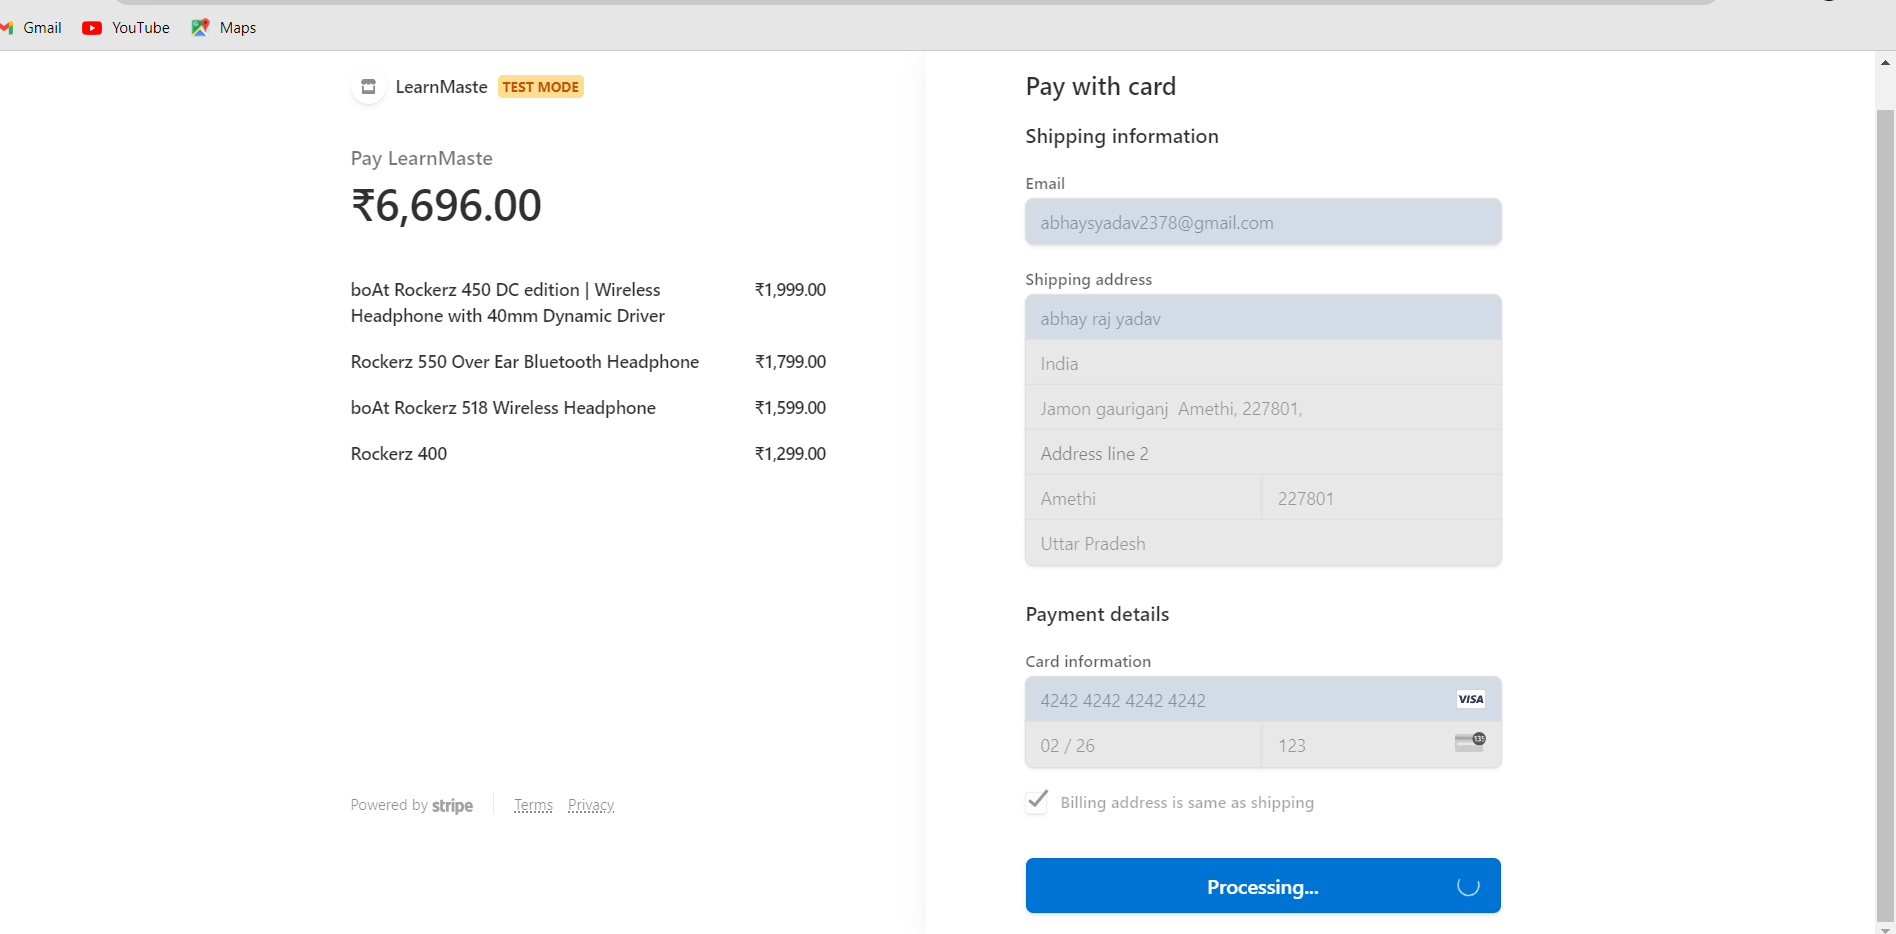 Gmail YouTube Maps
LearnMaste TEST MODE
Pay LearnMaste
₹6,696.00
boAt Rockerz 450 DC edition | Wireless ₹1,999.00
Headphone with 40mm Dynamic Driver
Rockerz 550 Over Ear Bluetooth Headphone ₹1,799.00
boAt Rockerz 518 Wireless Headphone ₹1,599.00
Rockerz 400 ₹1,299.00
Powered by stripe Terms Privacy
Pay with card
Shipping information
Email
abhaysyadav2378@gmail.com
Shipping address
abhay raj yadav
India
Jamon gauriganj  Amethi, 227801,
Address line 2
Amethi 227801
Uttar Pradesh
Payment details
Card information
4242 4242 4242 4242 VISA
02 / 26 123 135
Billing address is same as shipping
Processing...